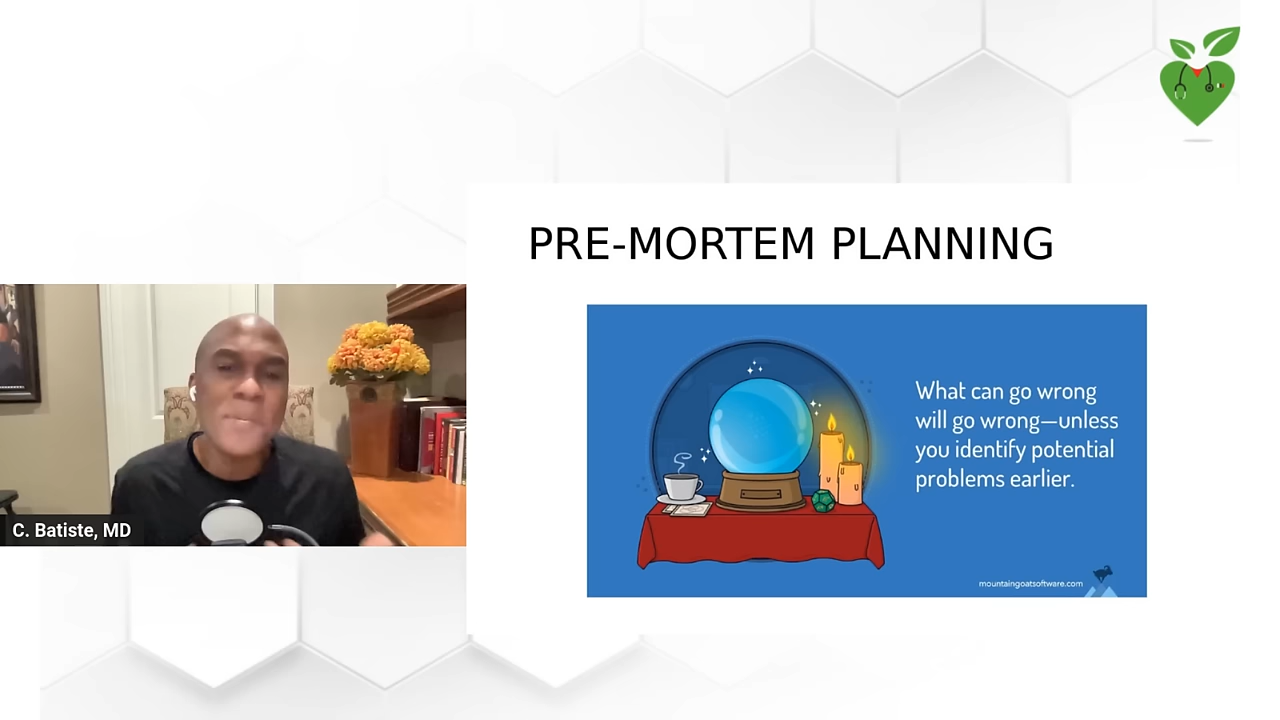 PRE-MORTEM PLANNING
What can go wrong
will go wrong—unless
you identify potential
problems earlier.
mountaingoatsoftware.com
C. Batiste, MD